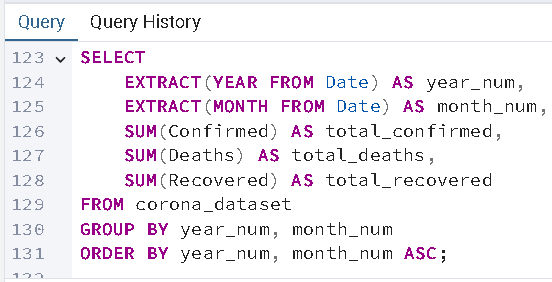 Query Query History
123 SELECT
124 EXTRACT(YEAR FROM Date) AS year_num,
125 EXTRACT(MONTH FROM Date) AS month_num,
126 SUM(Confirmed) AS total_confirmed,
127 SUM(Deaths) AS total_deaths,
128 SUM(Recovered) AS total_recovered
129 FROM corona_dataset
130 GROUP BY year_num, month_num
131 ORDER BY year_num, month_num ASC;